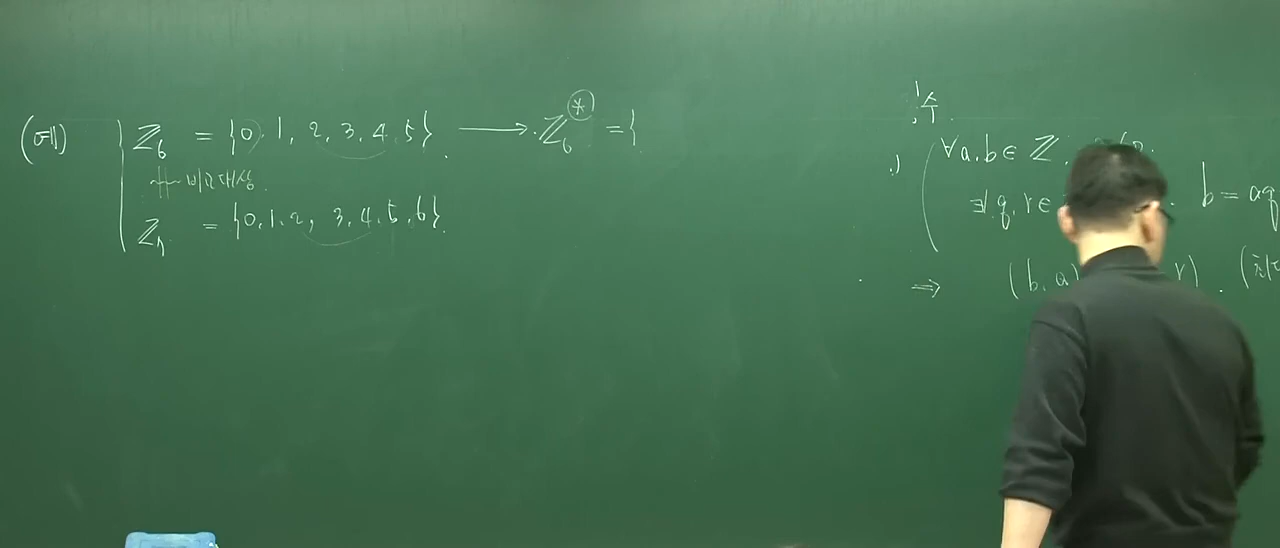 (예) ℤ₆ = {0, 1, 2, 3, 4, 5}. ⟶ ℤ₆^* = {
비교대상.
ℤ₇ = {0, 1, 2, 3, 4, 5, 6}.
∀a, b ∈ ℤ.
∃! q, r ∈ b = aq
⇒ (b, a) r). (